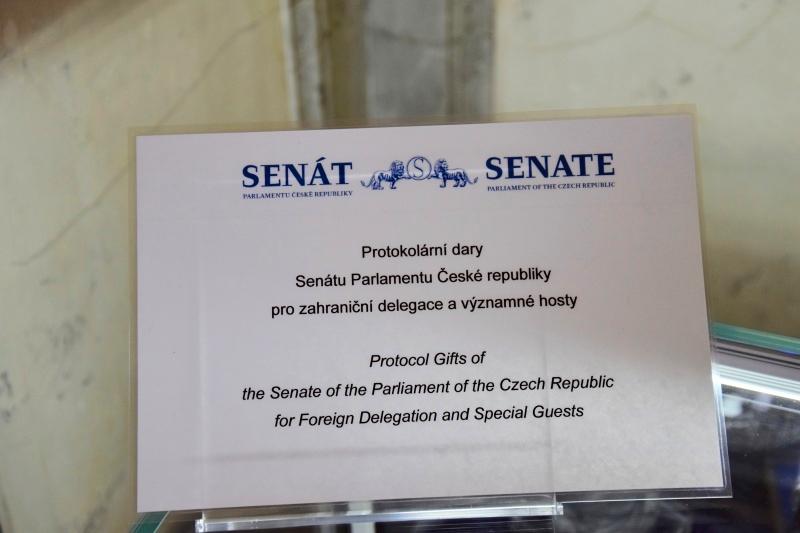 SENÁT S SENATE
PARLAMENTU ČESKÉ REPUBLIKY PARLIAMENT OF THE CZECH REPUBLIC
Protokolární dary
Senátu Parlamentu České republiky
pro zahraniční delegace a významné hosty
Protocol Gifts of
the Senate of the Parliament of the Czech Republic
for Foreign Delegation and Special Guests